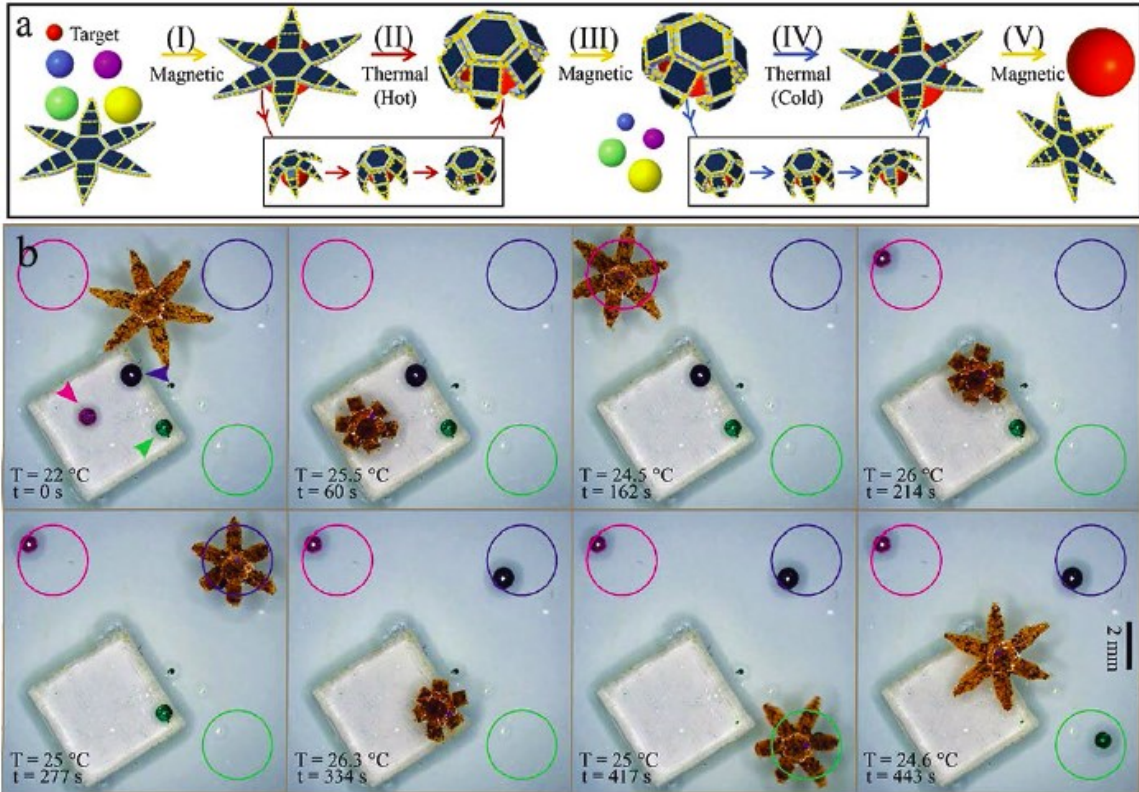 a
Target
(I)
Magnetic
(II)
Thermal
(Hot)
(III)
Magnetic
(IV)
Thermal
(Cold)
(V)
Magnetic
b
T = 22 °C
t = 0 s
T = 25.5 °C
t = 60 s
T = 24.5 °C
t = 162 s
T = 26 °C
t = 214 s
T = 25 °C
t = 277 s
T = 26.3 °C
t = 334 s
T = 25 °C
t = 417 s
T = 24.6 °C
t = 443 s
2 mm